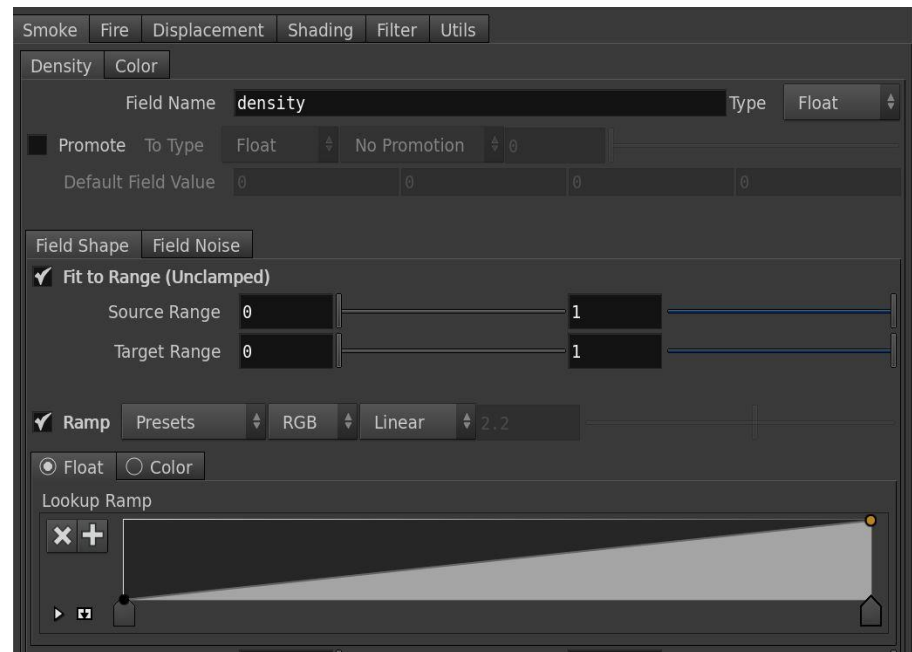 Smoke Fire Displacement Shading Filter Utils
Density Color
Field Name density Type Float
Promote To Type Float No Promotion 0
Default Field Value 0 0 0 0
Field Shape Field Noise
Fit to Range (Unclamped)
Source Range 0 1
Target Range 0 1
Ramp Presets RGB Linear 2.2
Float Color
Lookup Ramp